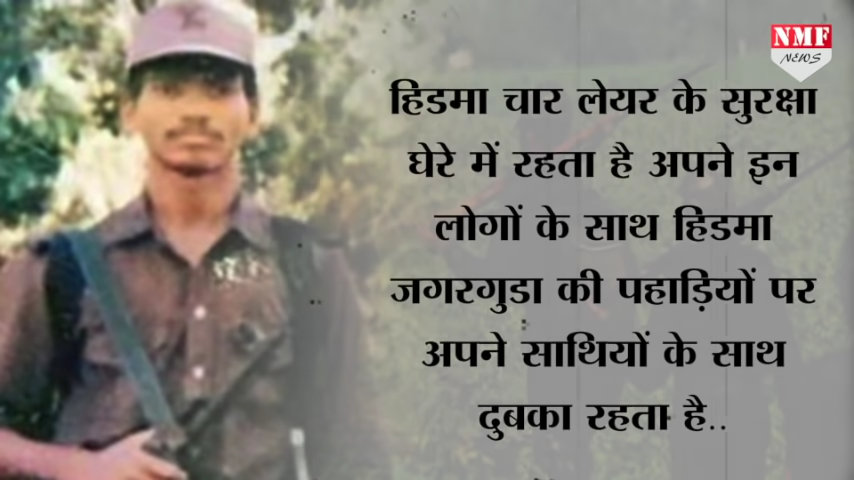 NMF
NEWS
हिडमा चार लेयर के सुरक्षा
घेरे में रहता है अपने इन
लोगों के साथ हिडमा
जगरगुडा की पहाड़ियों पर
अपने साथियों के साथ
दुबका रहता है..